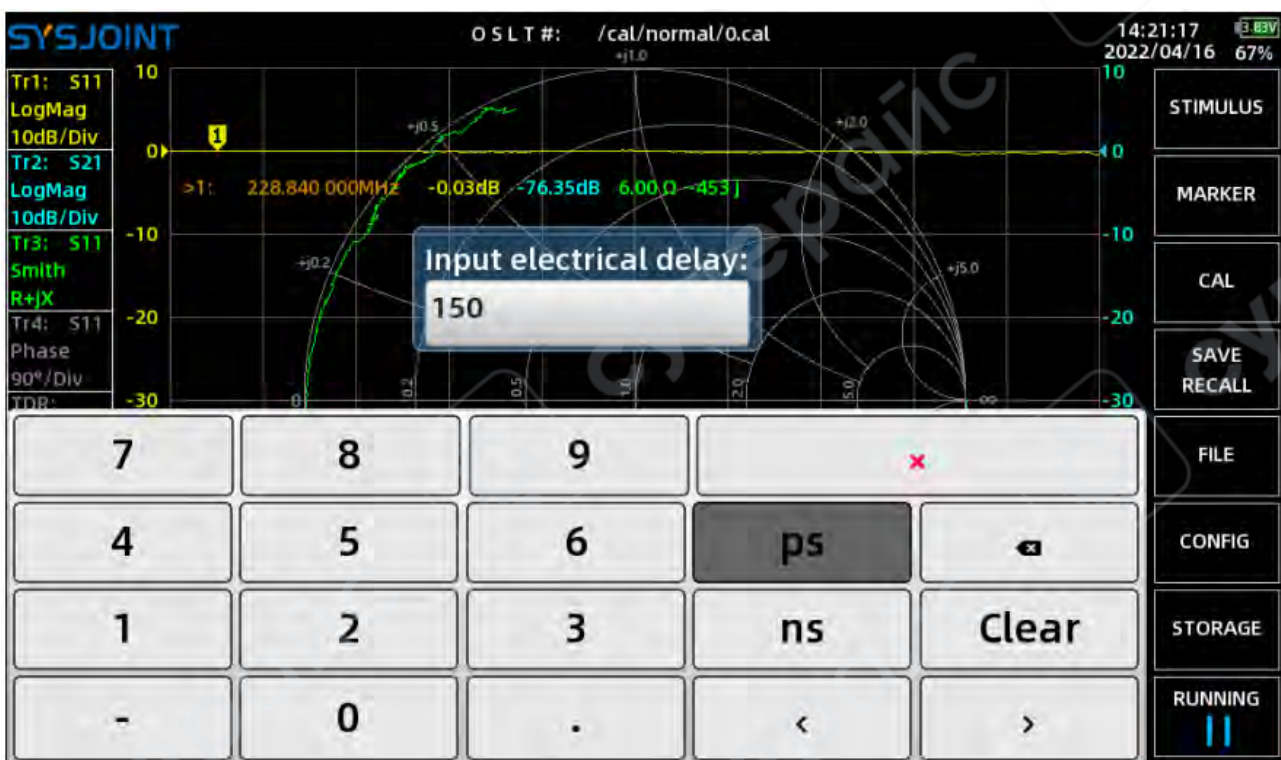 SYSJOINT
O S L T #: /cal/normal/0.cal
14:21:17 3.83V
2022/04/16 67%
Tr1: S11
LogMag
10dB/Div
Tr2: S21
LogMag
10dB/Div
Tr3: S11
Smith
R+jX
Tr4: S11
Phase
90°/Div
TDR:
10
0
-10
-20
-30
+j1.0
+j0.5
+j2.0
+j0.2
+j5.0
1
>1: 228.840 000MHz -0.03dB -76.35dB 6.00 Ω -453 j
0 0.2 0.5 1.0 2.0 5.0 ∞
10
0
-10
-20
-30
Input electrical delay:
150
7 8 9 ×
4 5 6 ps
1 2 3 ns Clear
- 0 . < >
STIMULUS
MARKER
CAL
SAVE
RECALL
FILE
CONFIG
STORAGE
RUNNING